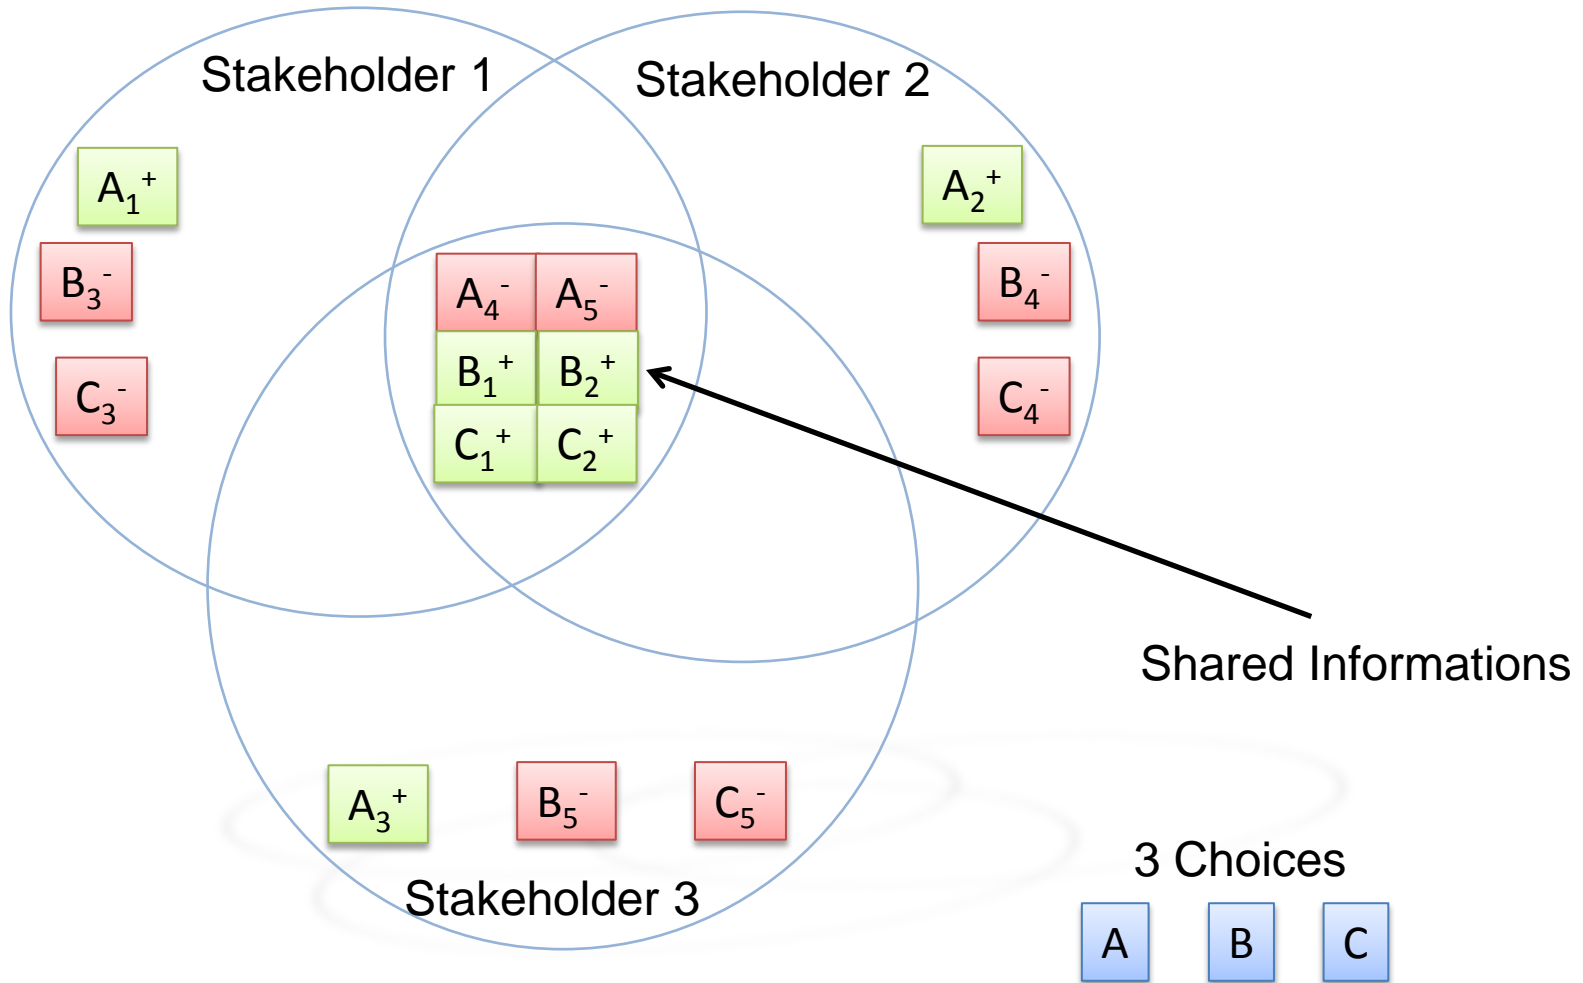 Stakeholder 1
Stakeholder 2
A₁⁺
A₂⁺
B₃⁻
B₄⁻
C₃⁻
C₄⁻
A₄⁻ A₅⁻
B₁⁺ B₂⁺
C₁⁺ C₂⁺
Shared Informations
A₃⁺ B₅⁻ C₅⁻
Stakeholder 3
3 Choices
A B C